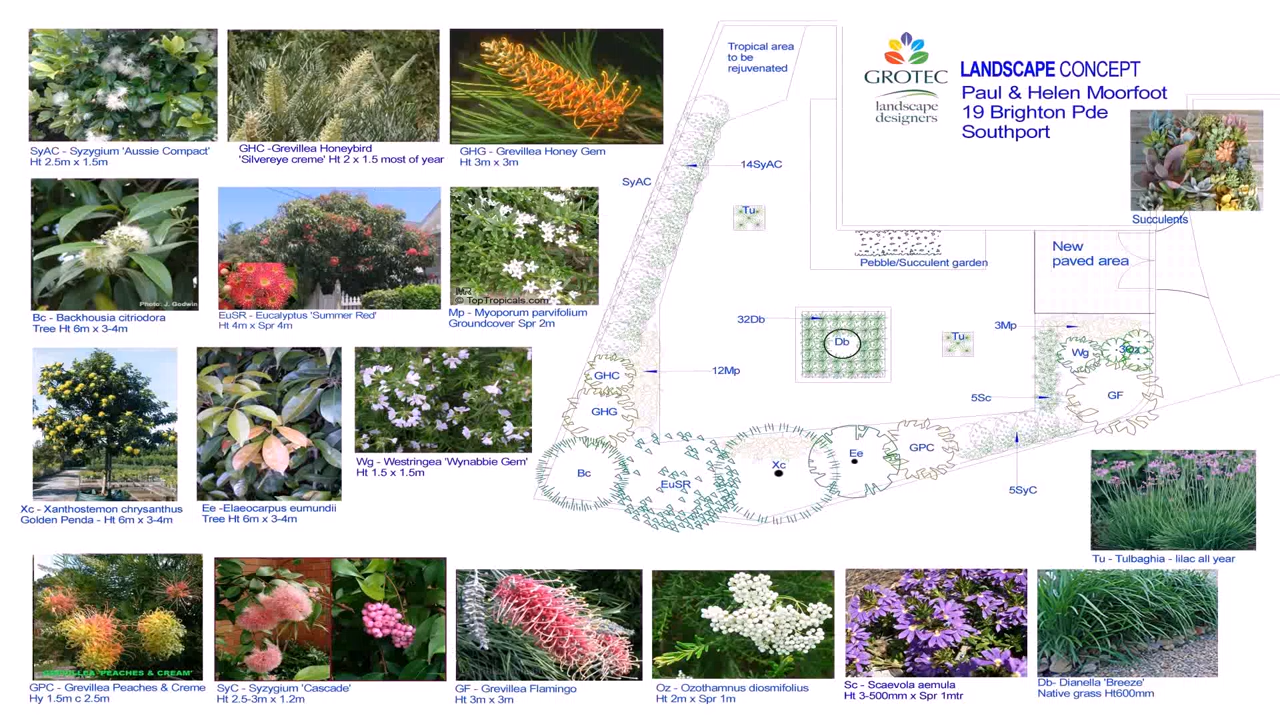 Tropical area
to be
rejuvenated
GROTEC
landscape
designers
LANDSCAPE CONCEPT
Paul & Helen Moorfoot
19 Brighton Pde
Southport
SyAC - Syzygium 'Aussie Compact'
Ht 2.5m x 1.5m
GHC -Grevillea Honeybird
'Silvereye creme' Ht 2 x 1.5 most of year
GHG - Grevillea Honey Gem
Ht 3m x 3m
Photo: J. Godwin
Bc - Backhousia citriodora
Tree Ht 6m x 3-4m
EuSR - Eucalyptus 'Summer Red'
Ht 4m x Spr 4m
© TopTropicals.com
Mp - Myoporum parvifolium
Groundcover Spr 2m
Xc - Xanthostemon chrysanthus
Golden Penda - Ht 6m x 3-4m
Ee -Elaeocarpus eumundii
Tree Ht 6m x 3-4m
Wg - Westringea 'Wynabbie Gem'
Ht 1.5 x 1.5m
SyAC
14SyAC
Tu
Succulents
Pebble/Succulent garden
New
paved area
32Db
Db
Tu
3Mp
Wg
GHC
12Mp
GHG
5Sc
GF
Bc
EuSR
Xc
Ee
GPC
5SyC
Tu - Tulbaghia - lilac all year
GREVILLEA 'PEACHES & CREAM'
GPC - Grevillea Peaches & Creme
Hy 1.5m c 2.5m
SyC - Syzygium 'Cascade'
Ht 2.5-3m x 1.2m
GF - Grevillea Flamingo
Ht 3m x 3m
Oz - Ozothamnus diosmifolius
Ht 2m x Spr 1m
Sc - Scaevola aemula
Ht 3-500mm x Spr 1mtr
Db- Dianella 'Breeze'
Native grass Ht600mm